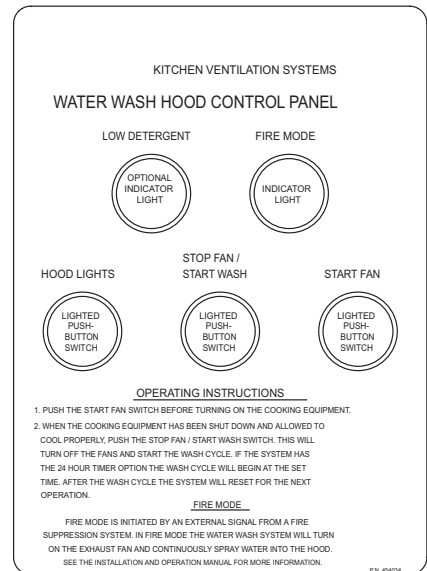 KITCHEN VENTILATION SYSTEMS
WATER WASH HOOD CONTROL PANEL
LOW DETERGENT
FIRE MODE
OPTIONAL
INDICATOR
LIGHT
INDICATOR
LIGHT
HOOD LIGHTS
STOP FAN /
START WASH
START FAN
LIGHTED
PUSH-
BUTTON
SWITCH
LIGHTED
PUSH-
BUTTON
SWITCH
LIGHTED
PUSH-
BUTTON
SWITCH
OPERATING INSTRUCTIONS
1. PUSH THE START FAN SWITCH BEFORE TURNING ON THE COOKING EQUIPMENT.
2. WHEN THE COOKING EQUIPMENT HAS BEEN SHUT DOWN AND ALLOWED TO
COOL PROPERLY, PUSH THE STOP FAN / START WASH SWITCH. THIS WILL
TURN OFF THE FANS AND START THE WASH CYCLE. IF THE SYSTEM HAS
THE 24 HOUR TIMER OPTION THE WASH CYCLE WILL BEGIN AT THE SET
TIME. AFTER THE WASH CYCLE THE SYSTEM WILL RESET FOR THE NEXT
OPERATION.
FIRE MODE
FIRE MODE IS INITIATED BY AN EXTERNAL SIGNAL FROM A FIRE
SUPPRESSION SYSTEM. IN FIRE MODE THE WATER WASH SYSTEM WILL TURN
ON THE EXHAUST FAN AND CONTINUOUSLY SPRAY WATER INTO THE HOOD.
SEE THE INSTALLATION AND OPERATION MANUAL FOR MORE INFORMATION.
P.N. 454034